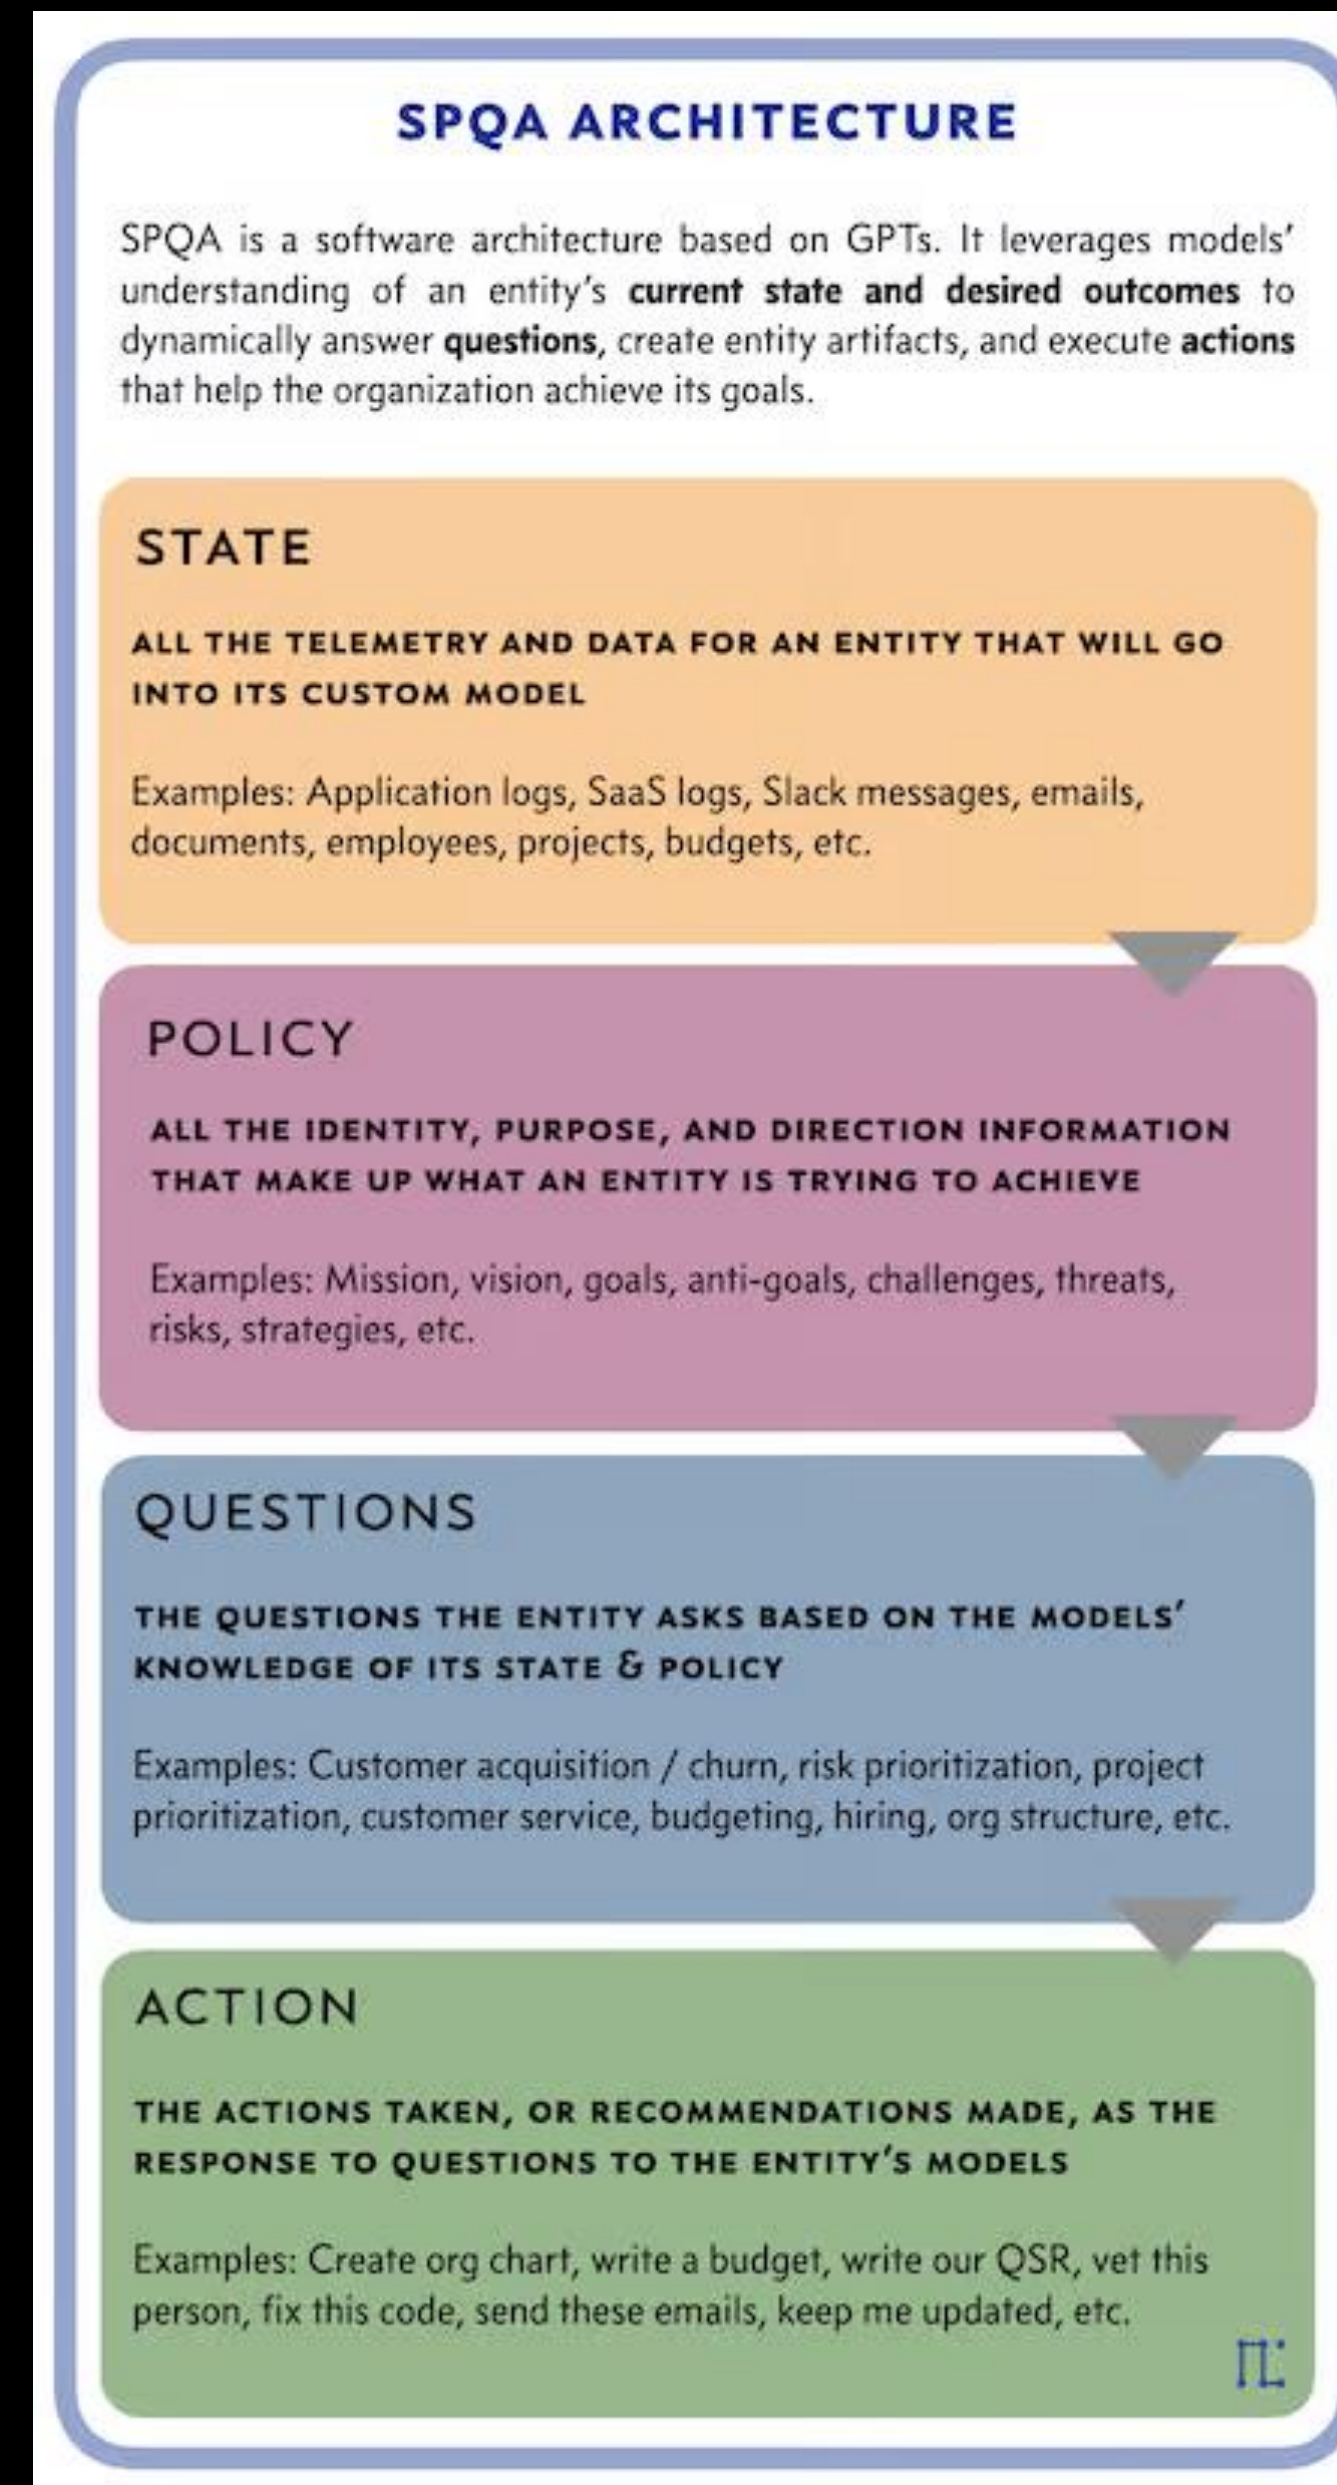 SPQA ARCHITECTURE
SPQA is a software architecture based on GPTs. It leverages models’
understanding of an entity’s current state and desired outcomes to
dynamically answer questions, create entity artifacts, and execute actions
that help the organization achieve its goals.
STATE
ALL THE TELEMETRY AND DATA FOR AN ENTITY THAT WILL GO
INTO ITS CUSTOM MODEL
Examples: Application logs, SaaS logs, Slack messages, emails,
documents, employees, projects, budgets, etc.
POLICY
ALL THE IDENTITY, PURPOSE, AND DIRECTION INFORMATION
THAT MAKE UP WHAT AN ENTITY IS TRYING TO ACHIEVE
Examples: Mission, vision, goals, anti-goals, challenges, threats,
risks, strategies, etc.
QUESTIONS
THE QUESTIONS THE ENTITY ASKS BASED ON THE MODELS’
KNOWLEDGE OF ITS STATE & POLICY
Examples: Customer acquisition / churn, risk prioritization, project
prioritization, customer service, budgeting, hiring, org structure, etc.
ACTION
THE ACTIONS TAKEN, OR RECOMMENDATIONS MADE, AS THE
RESPONSE TO QUESTIONS TO THE ENTITY’S MODELS
Examples: Create org chart, write a budget, write our QSR, vet this
person, fix this code, send these emails, keep me updated, etc.